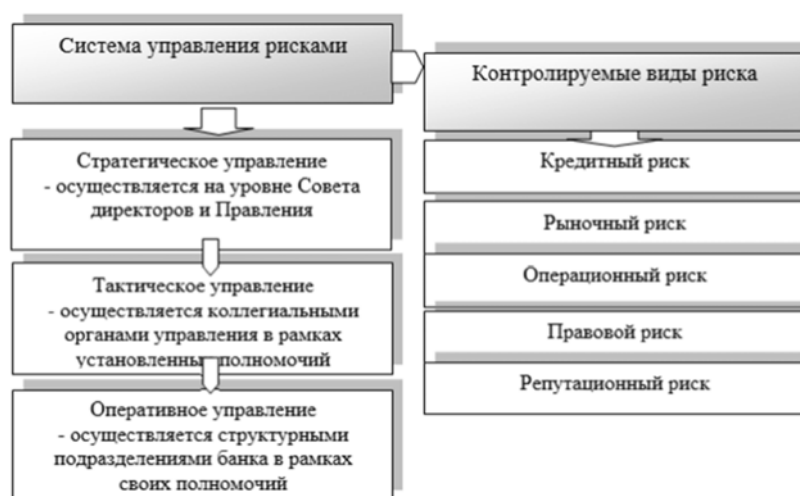 Система управления рисками
Стратегическое управление
- осуществляется на уровне Совета
директоров и Правления
Тактическое управление
- осуществляется коллегиальными
органами управления в рамках
установленных полномочий
Оперативное управление
- осуществляется структурными
подразделениями банка в рамках
своих полномочий
Контролируемые виды риска
Кредитный риск
Рыночный риск
Операционный риск
Правовой риск
Репутационный риск